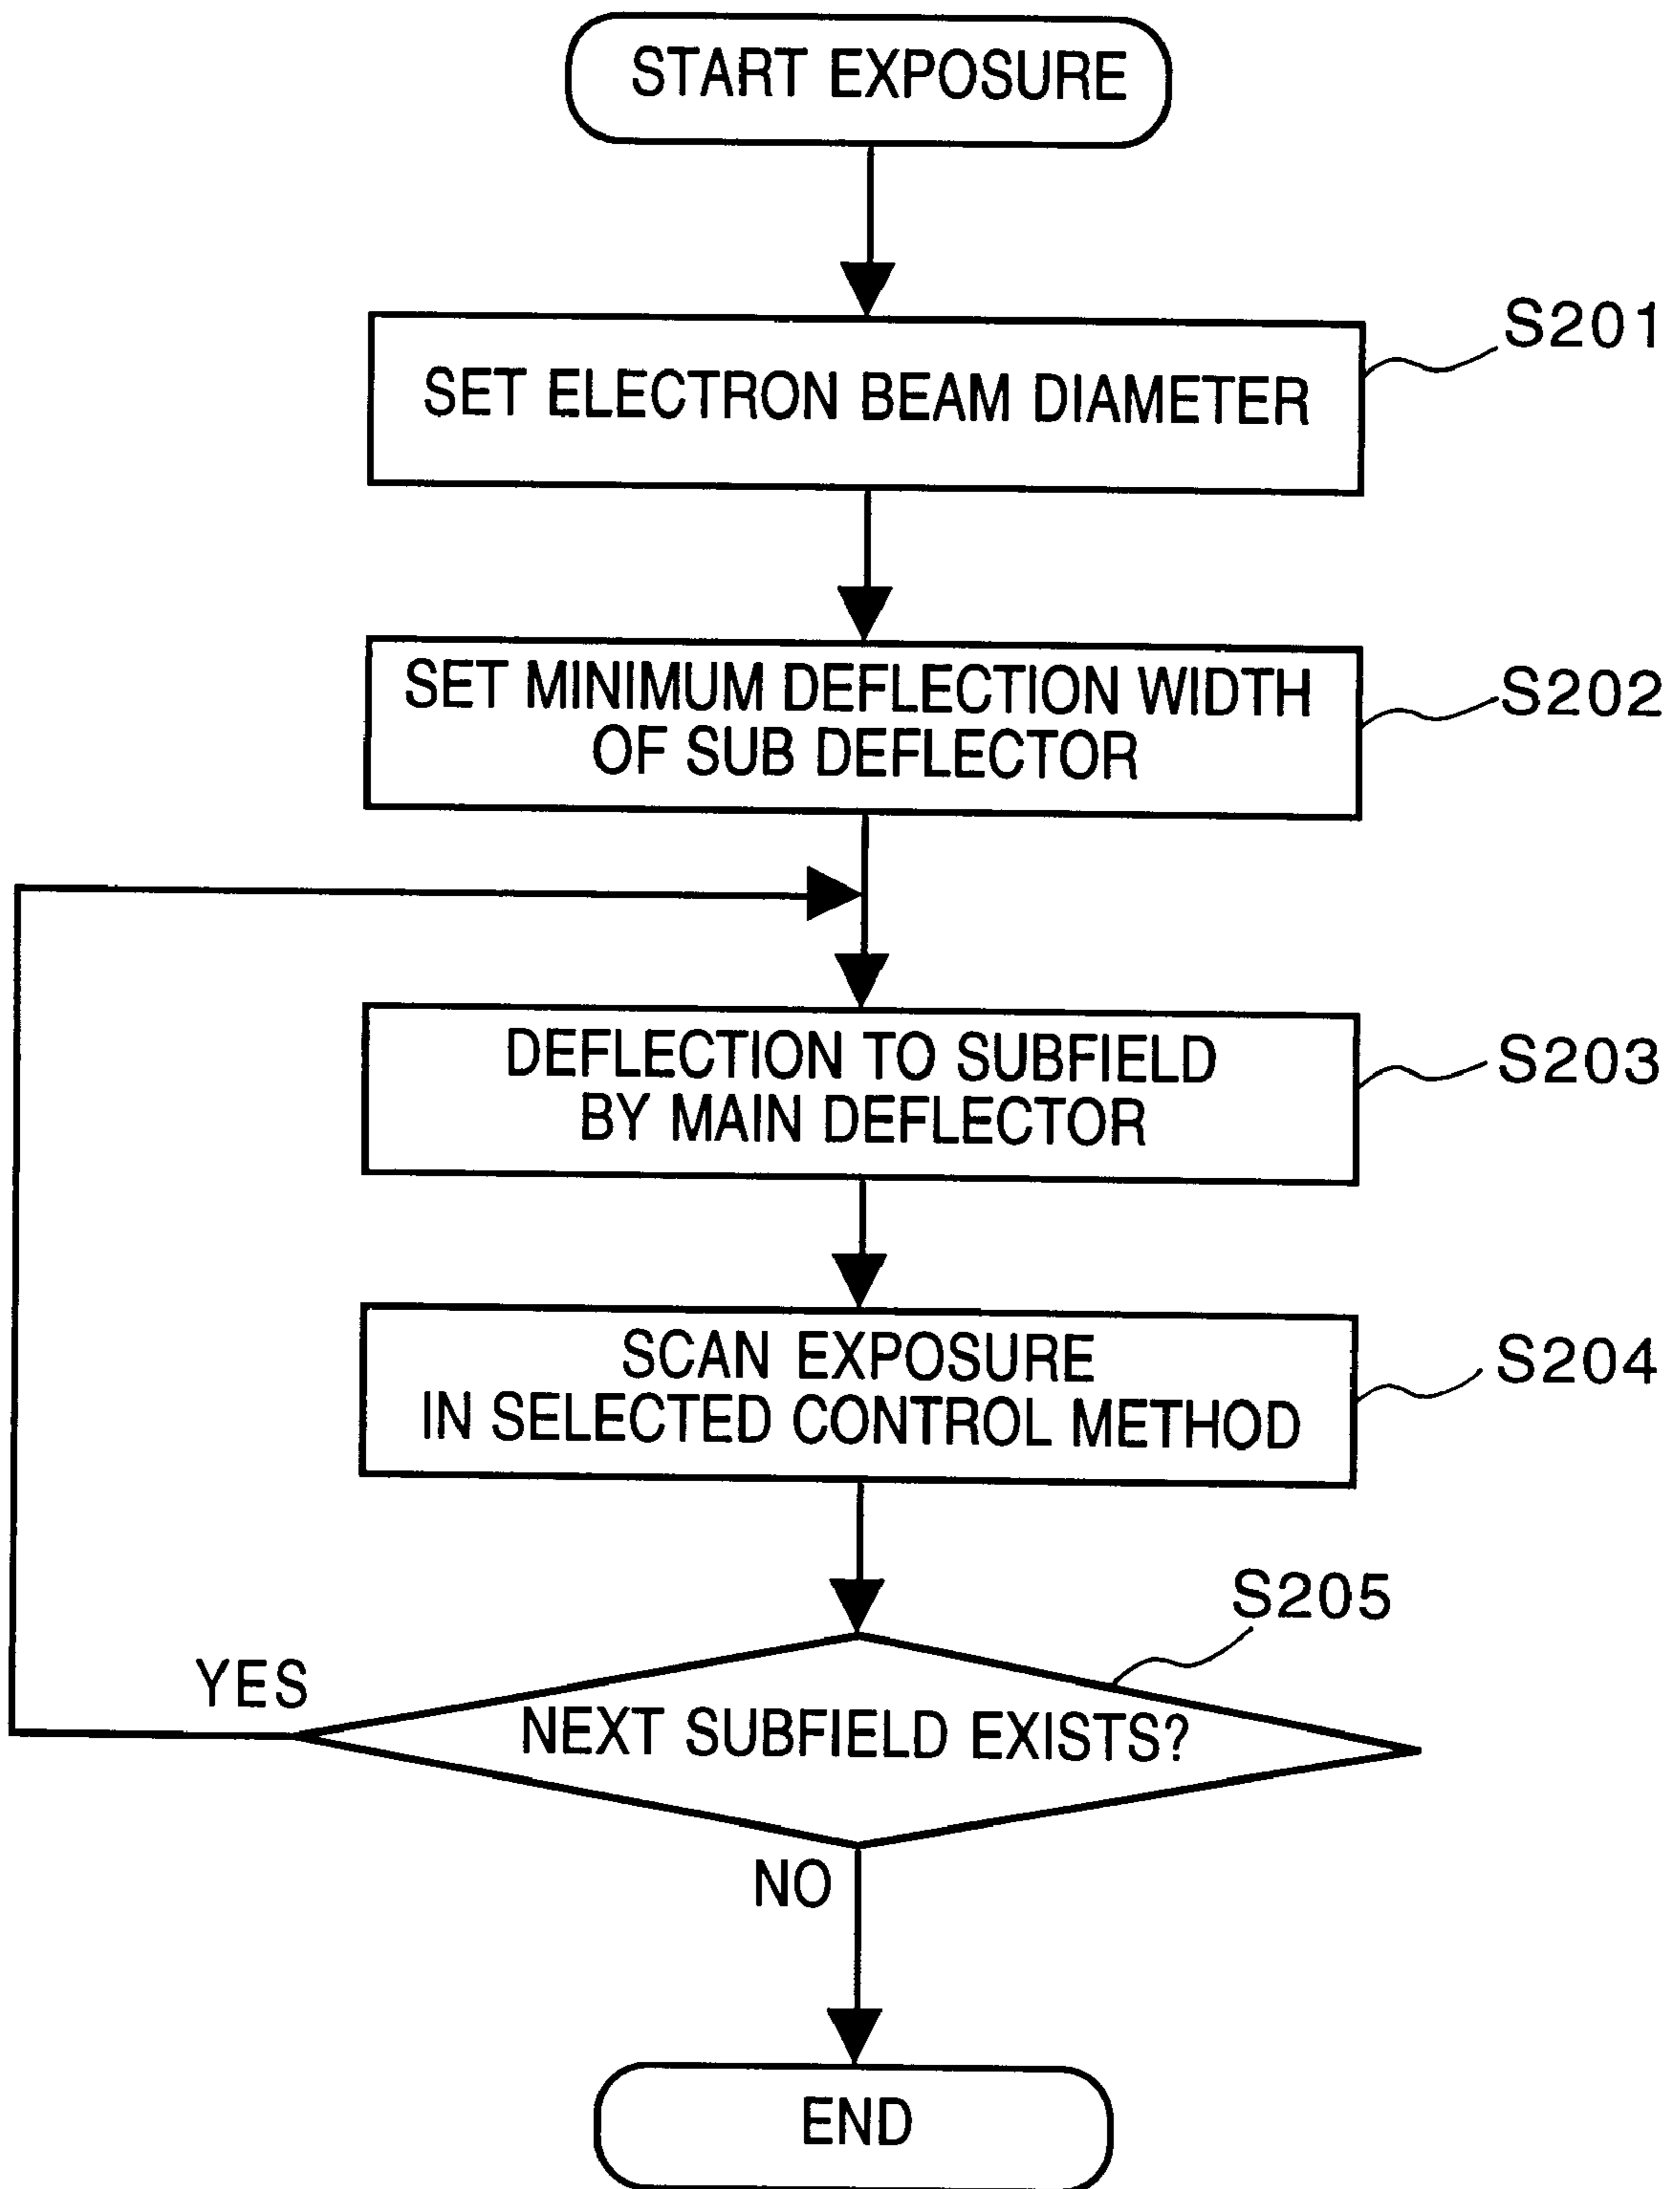 START EXPOSURE
SET ELECTRON BEAM DIAMETER
S201
SET MINIMUM DEFLECTION WIDTH
OF SUB DEFLECTOR
S202
DEFLECTION TO SUBFIELD
BY MAIN DEFLECTOR
S203
SCAN EXPOSURE
IN SELECTED CONTROL METHOD
S204
S205
YES
NEXT SUBFIELD EXISTS?
NO
END